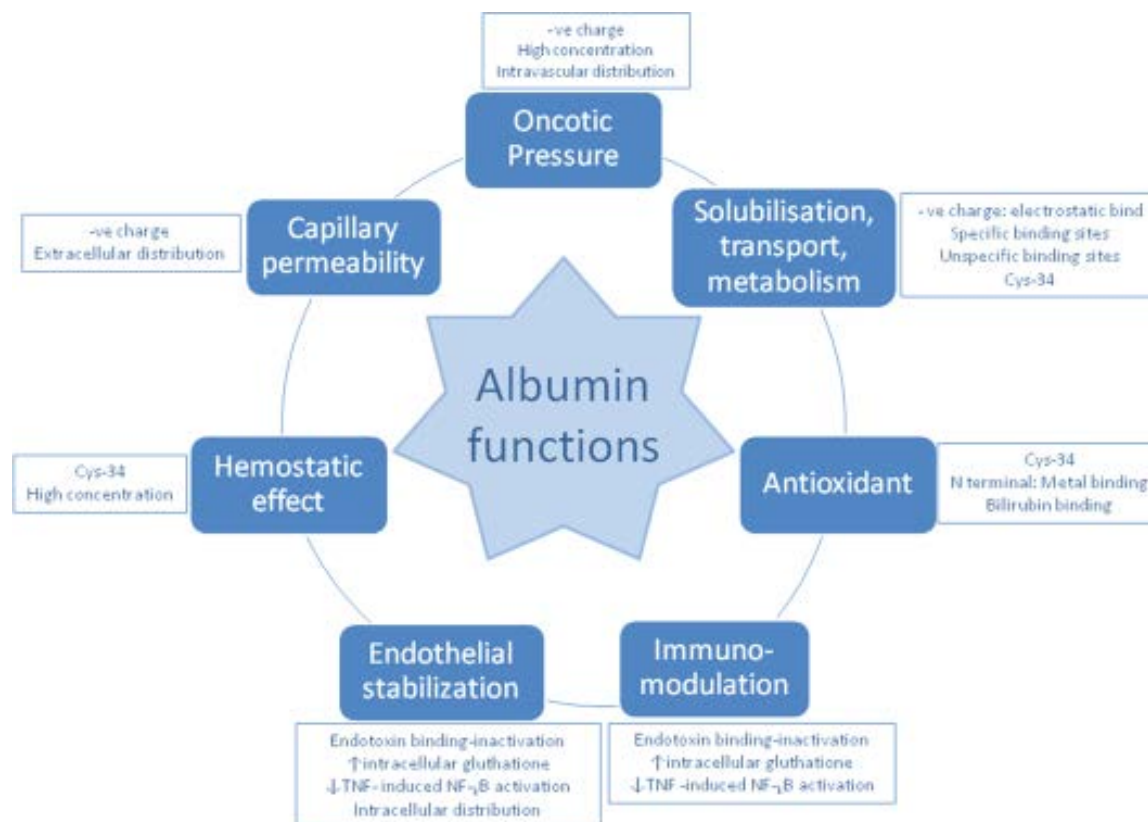 -ve charge
High concentration
Intravascular distribution
Oncotic
Pressure
Solubilisation,
transport,
metabolism
-ve charge: electrostatic bind
Specific binding sites
Unspecific binding sites
Cys-34
Antioxidant
Cys-34
N terminal: Metal binding
Bilirubin binding
Immuno-
modulation
Endotoxin binding-inactivation
↑intracellular gluthatione
↓TNF-induced NF-κB activation
Endothelial
stabilization
Endotoxin binding-inactivation
↑intracellular gluthatione
↓TNF-induced NF-κB activation
Intracellular distribution
Hemostatic
effect
Cys-34
High concentration
Capillary
permeability
-ve charge
Extracellular distribution
Albumin
functions